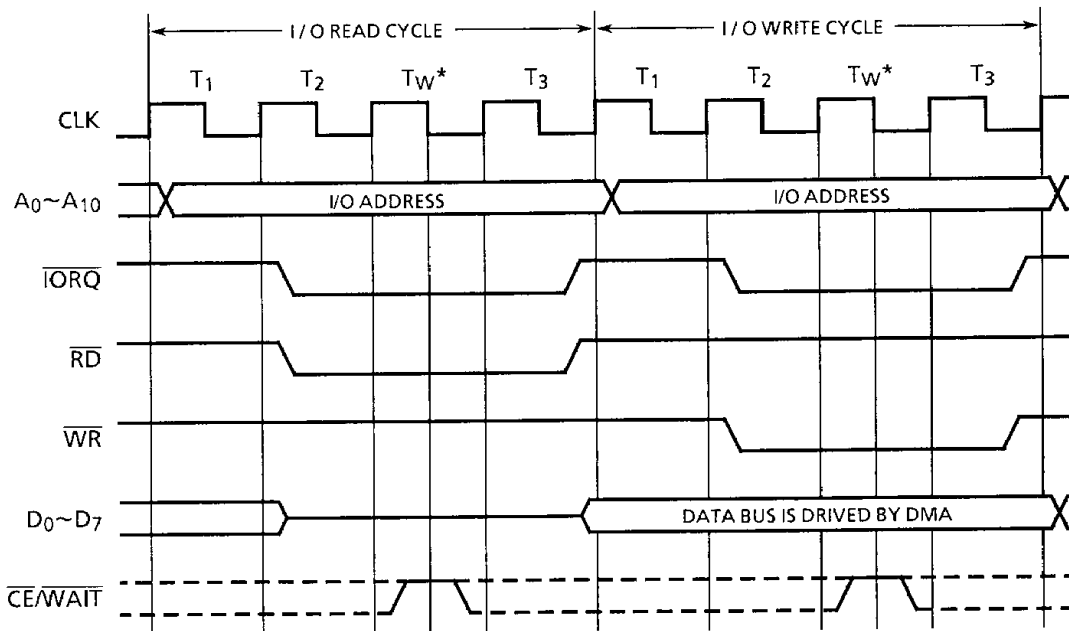 I/O READ CYCLE I/O WRITE CYCLE
T1 T2 TW* T3 T1 T2 TW* T3
CLK
A0~A10 I/O ADDRESS I/O ADDRESS
IORQ
RD
WR
D0~D7 DATA BUS IS DRIVED BY DMA
CE/WAIT